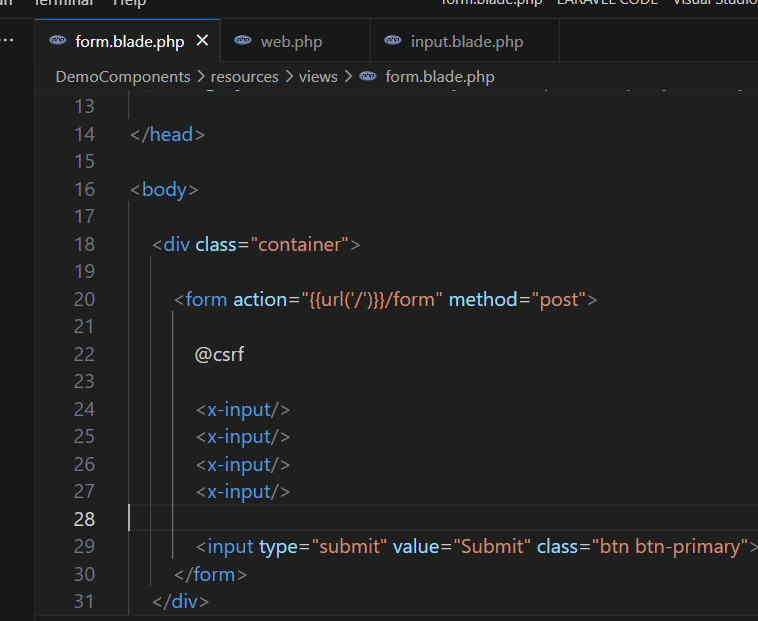 Terminal Help form.blade.php LARAVEL CODE Visual Studio
··· form.blade.php × web.php input.blade.php
DemoComponents > resources > views > form.blade.php
13
14 </head>
15
16 <body>
17
18 <div class="container">
19
20 <form action="{{url('/')}}/form" method="post">
21
22 @csrf
23
24 <x-input/>
25 <x-input/>
26 <x-input/>
27 <x-input/>
28
29 <input type="submit" value="Submit" class="btn btn-primary">
30 </form>
31 </div>